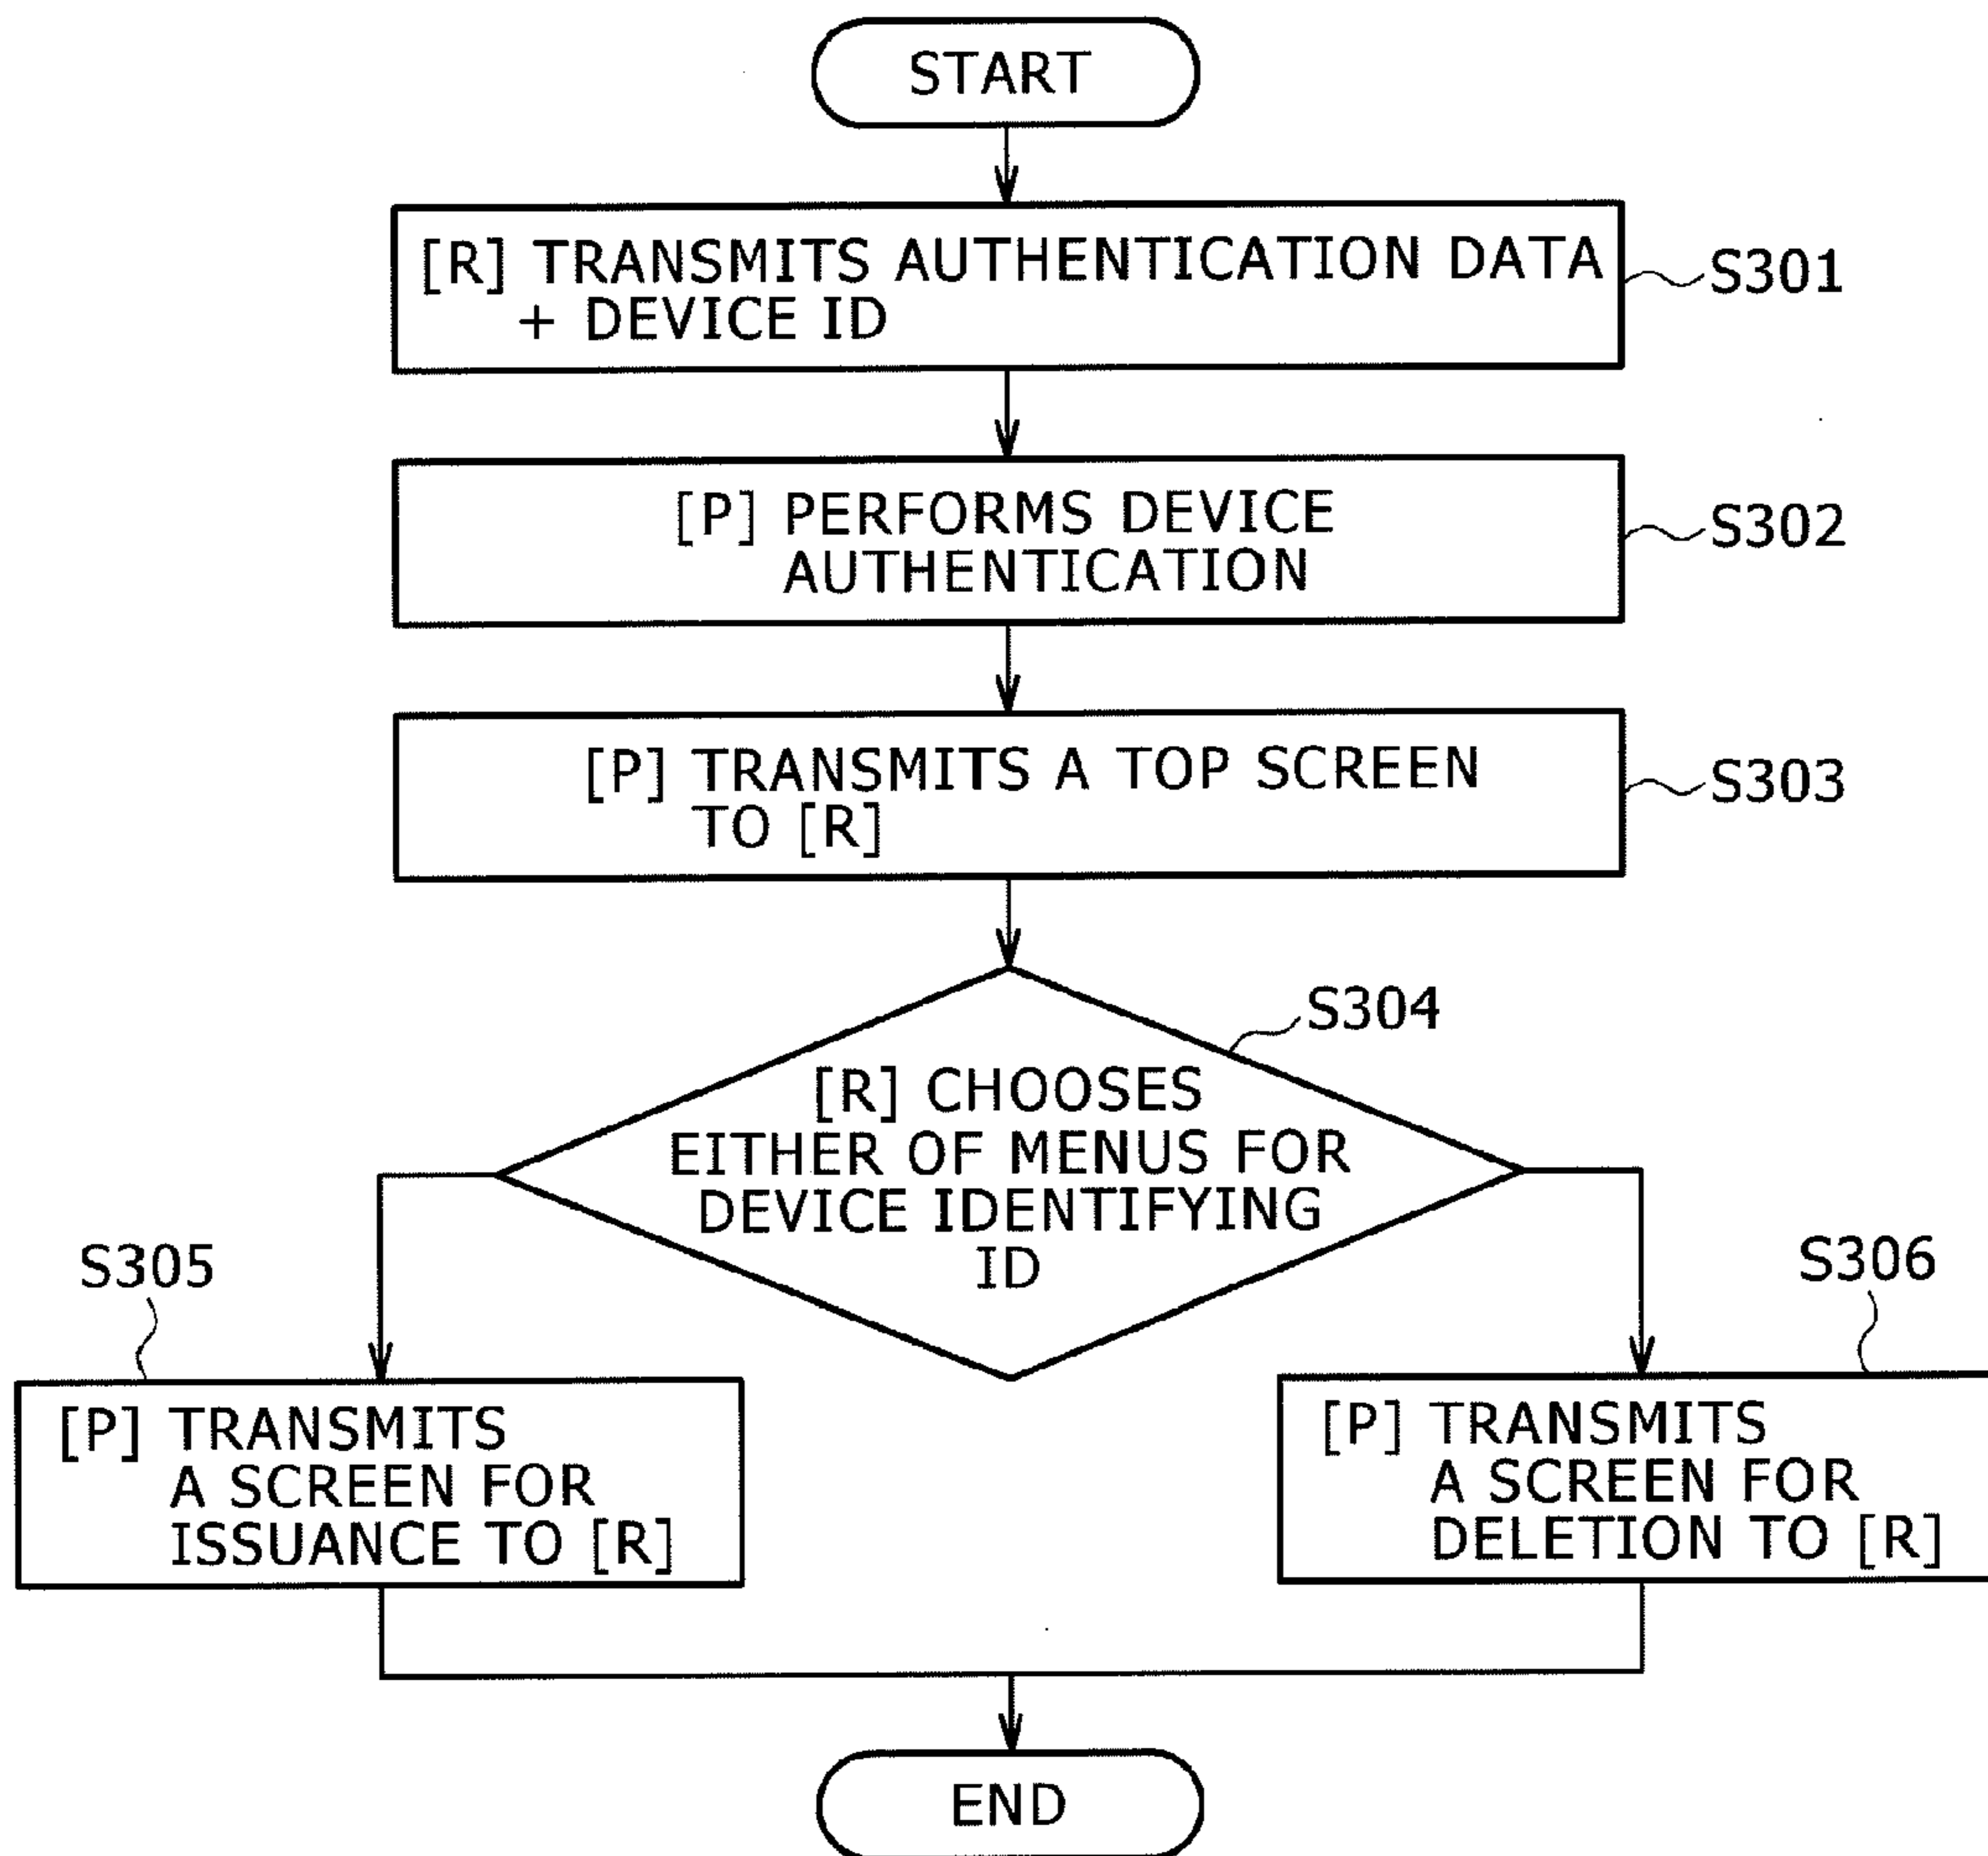 START
[R] TRANSMITS AUTHENTICATION DATA
+ DEVICE ID
S301
[P] PERFORMS DEVICE
AUTHENTICATION
S302
[P] TRANSMITS A TOP SCREEN
TO [R]
S303
S304
[R] CHOOSES
EITHER OF MENUS FOR
DEVICE IDENTIFYING
ID
S305
[P] TRANSMITS
A SCREEN FOR
ISSUANCE TO [R]
S306
[P] TRANSMITS
A SCREEN FOR
DELETION TO [R]
END